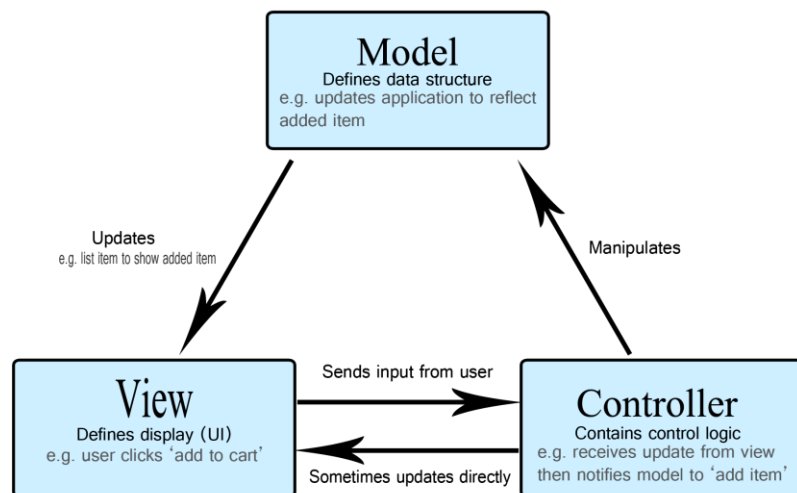 Model
Defines data structure
e.g. updates application to reflect
added item
Updates
e.g. list item to show added item
Manipulates
View
Defines display (UI)
e.g. user clicks ‘add to cart’
Sends input from user
Sometimes updates directly
Controller
Contains control logic
e.g. receives update from view
then notifies model to ‘add item’